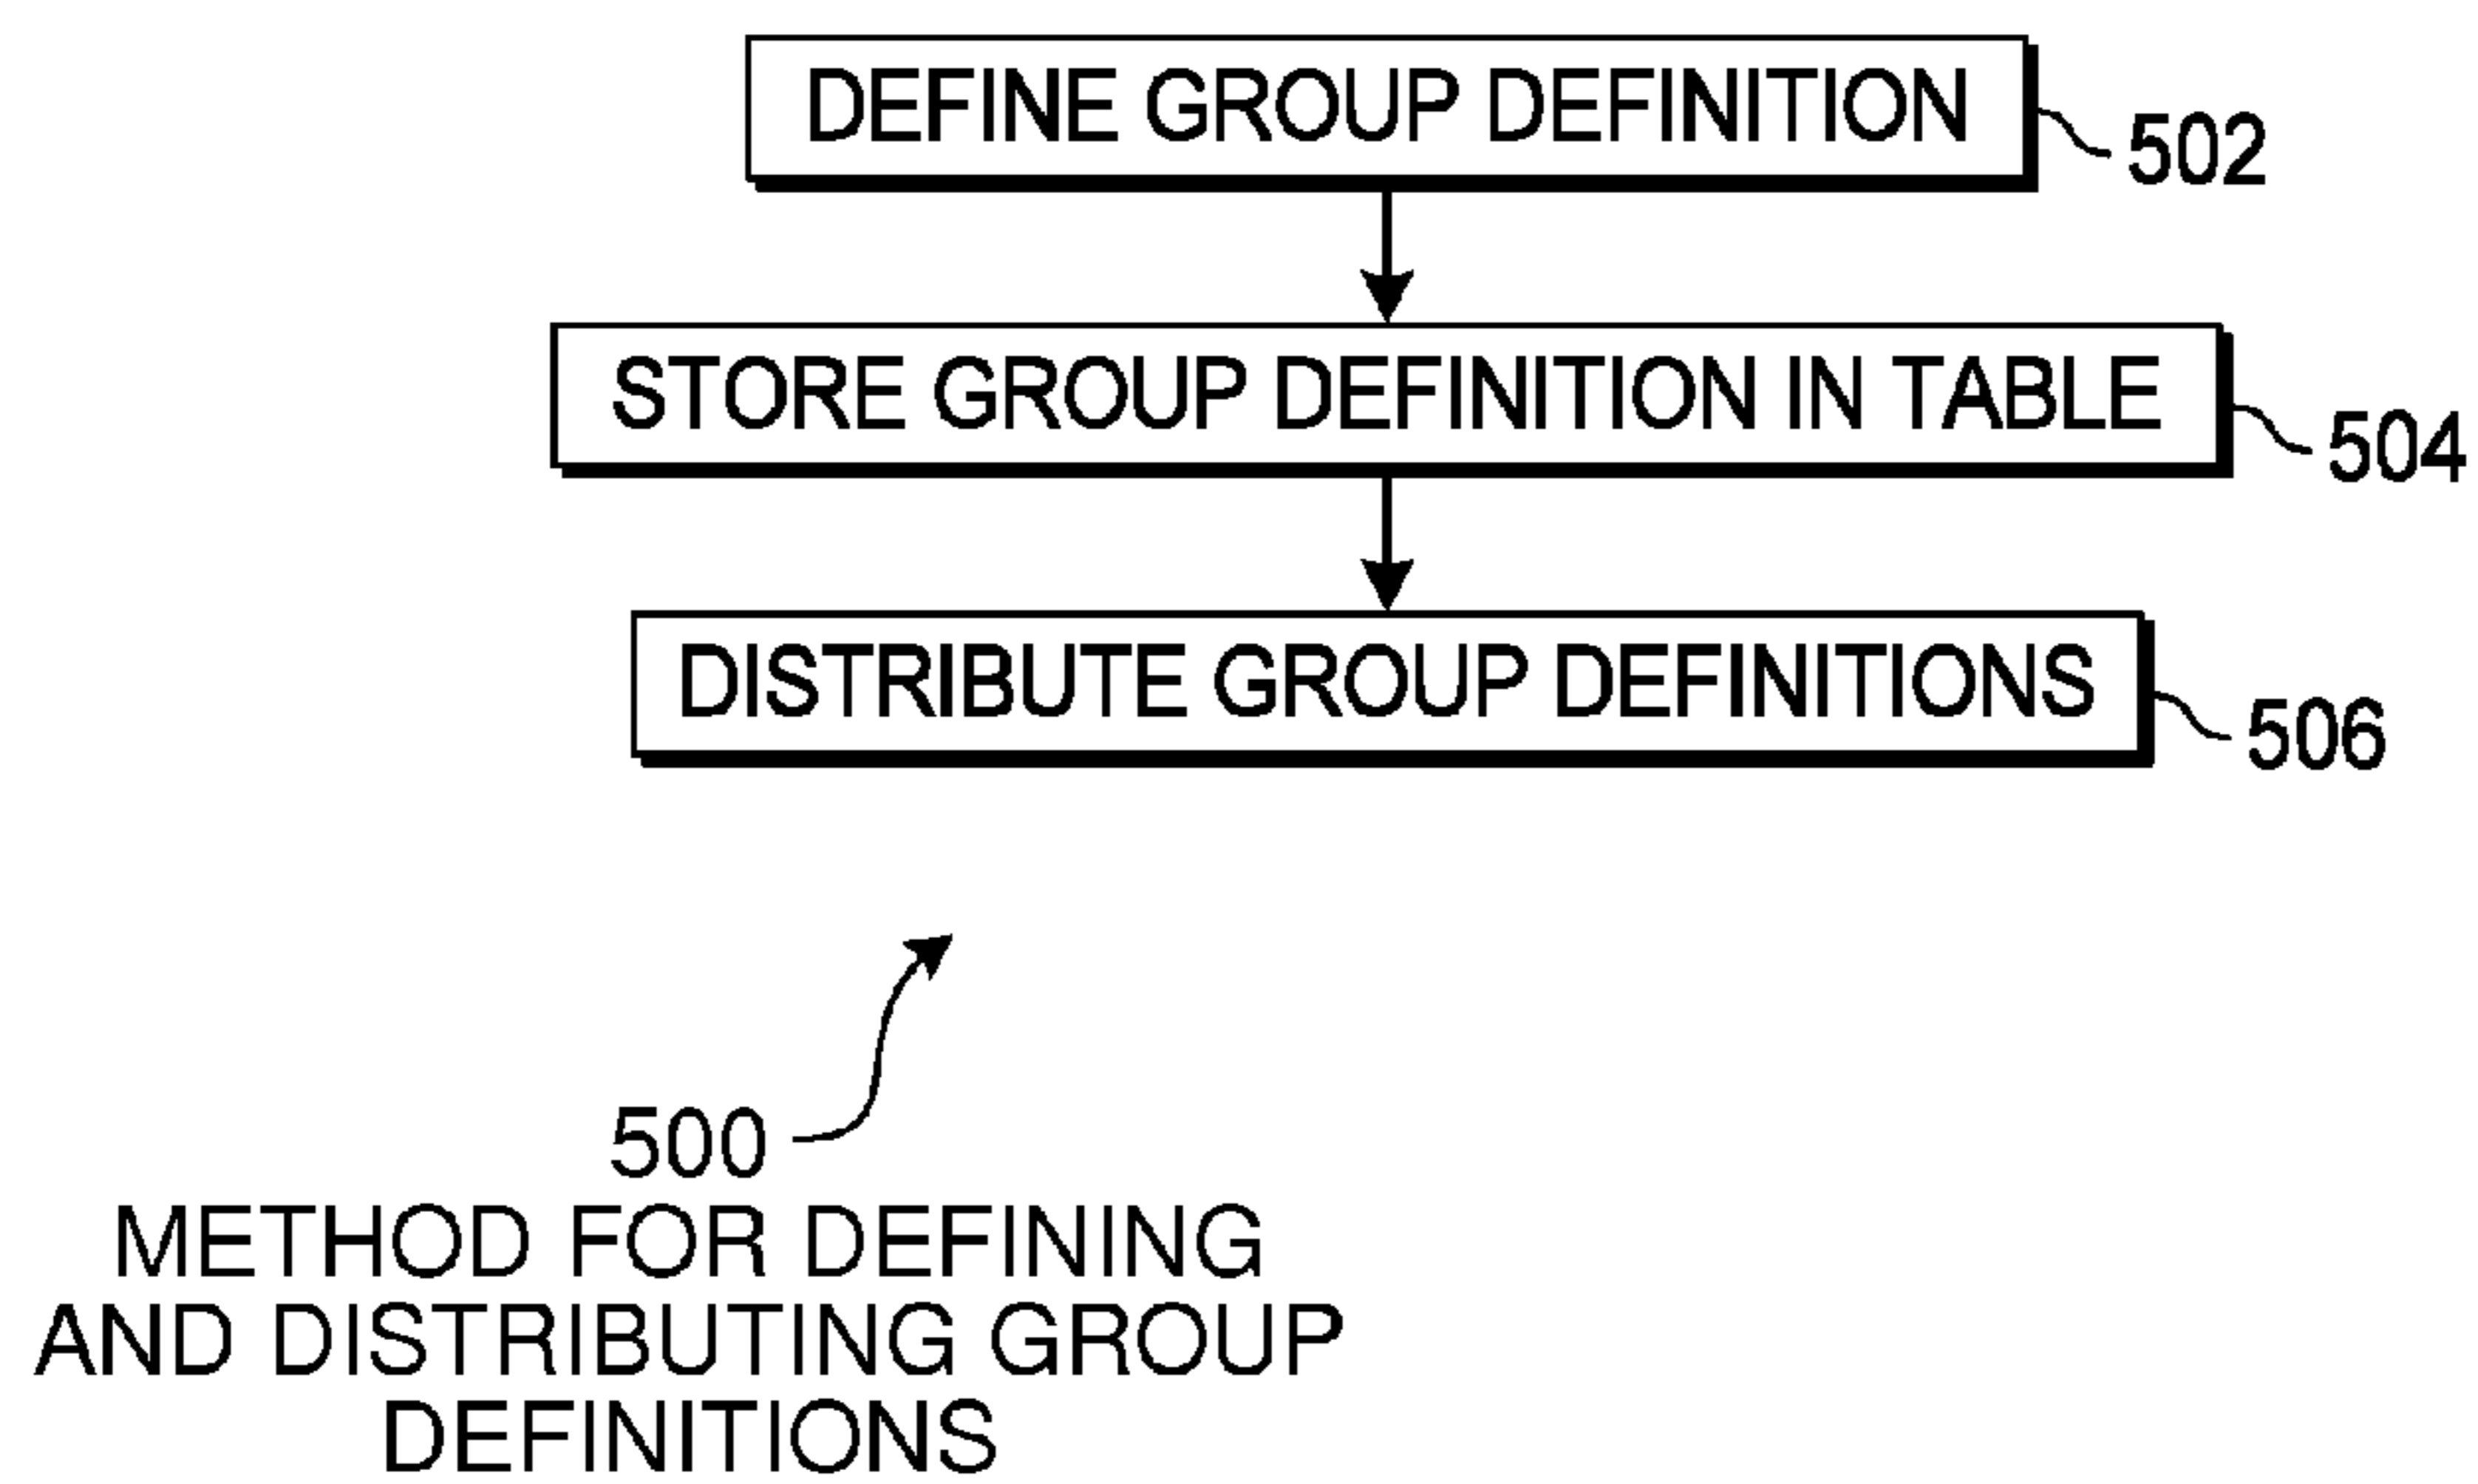 DEFINE GROUP DEFINITION
502
STORE GROUP DEFINITION IN TABLE
504
DISTRIBUTE GROUP DEFINITIONS
506
500
METHOD FOR DEFINING
AND DISTRIBUTING GROUP
DEFINITIONS